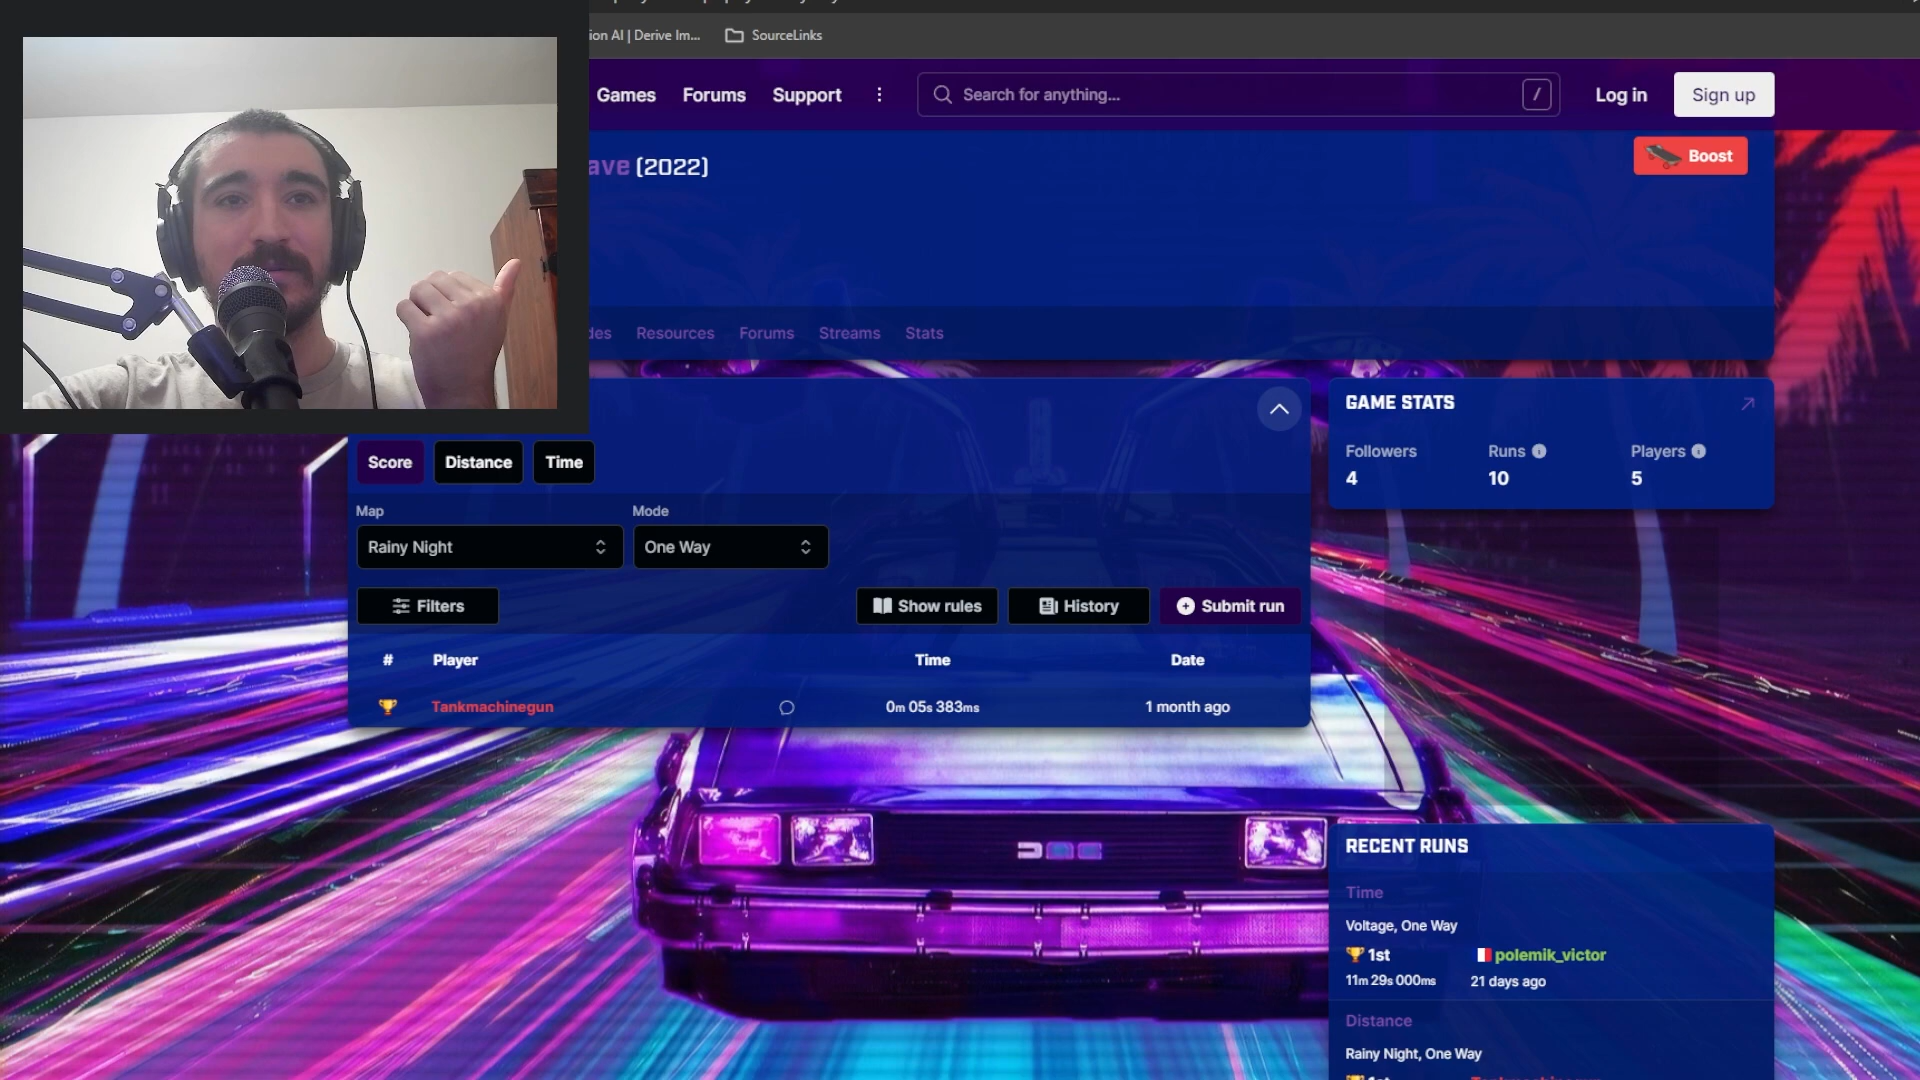 ion AI | Derive Im... SourceLinks
Games Forums Support Search for anything... / Log in Sign up
ave (2022)
Boost
des Resources Forums Streams Stats
Score Distance Time
Map Mode
Rainy Night One Way
Filters Show rules History Submit run
# Player Time Date
Tankmachinegun 0m 05s 383ms 1 month ago
GAME STATS
Followers Runs Players
4 10 5
RECENT RUNS
Time
Voltage, One Way
1st polemik_victor
11m 29s 000ms 21 days ago
Distance
Rainy Night, One Way